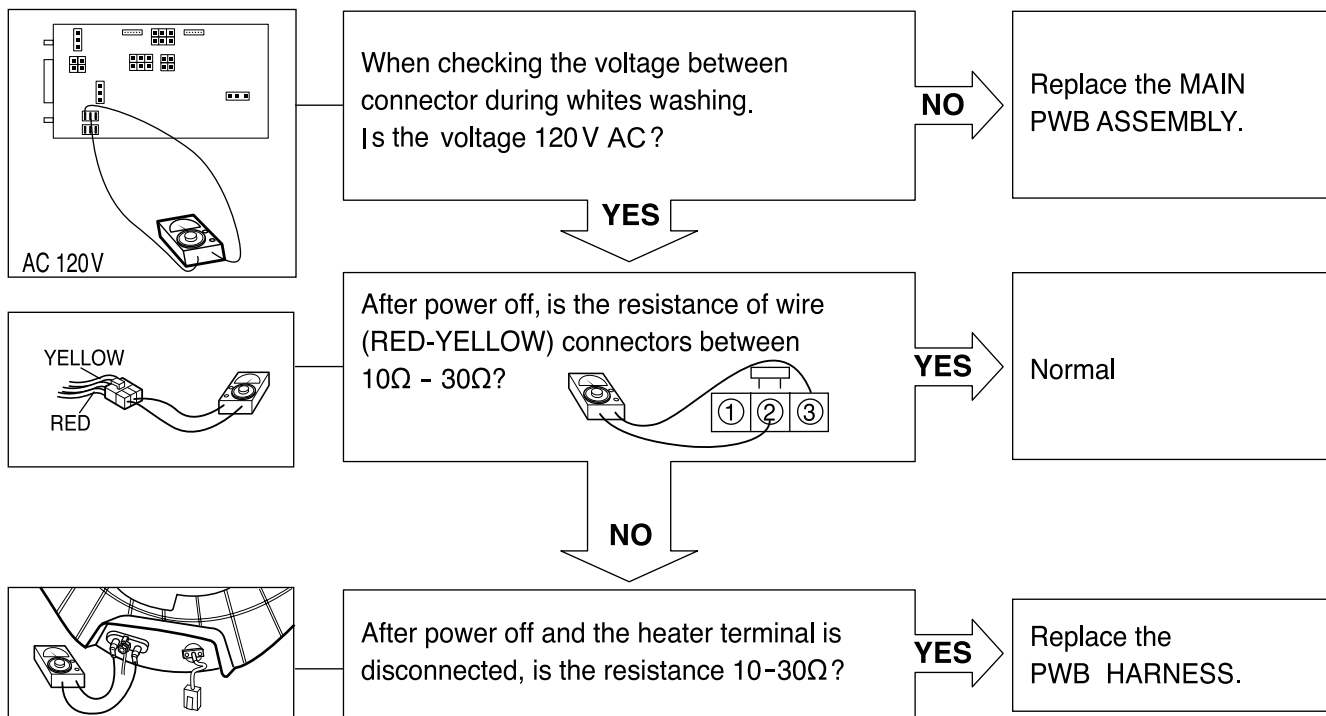 AC 120V
When checking the voltage between
connector during whites washing.
Is the voltage 120V AC?
NO
Replace the MAIN
PWB ASSEMBLY.
YES
YELLOW
RED
After power off, is the resistance of wire
(RED-YELLOW) connectors between
10Ω - 30Ω?
① ② ③
YES
Normal
NO
After power off and the heater terminal is
disconnected, is the resistance 10-30Ω?
YES
Replace the
PWB HARNESS.